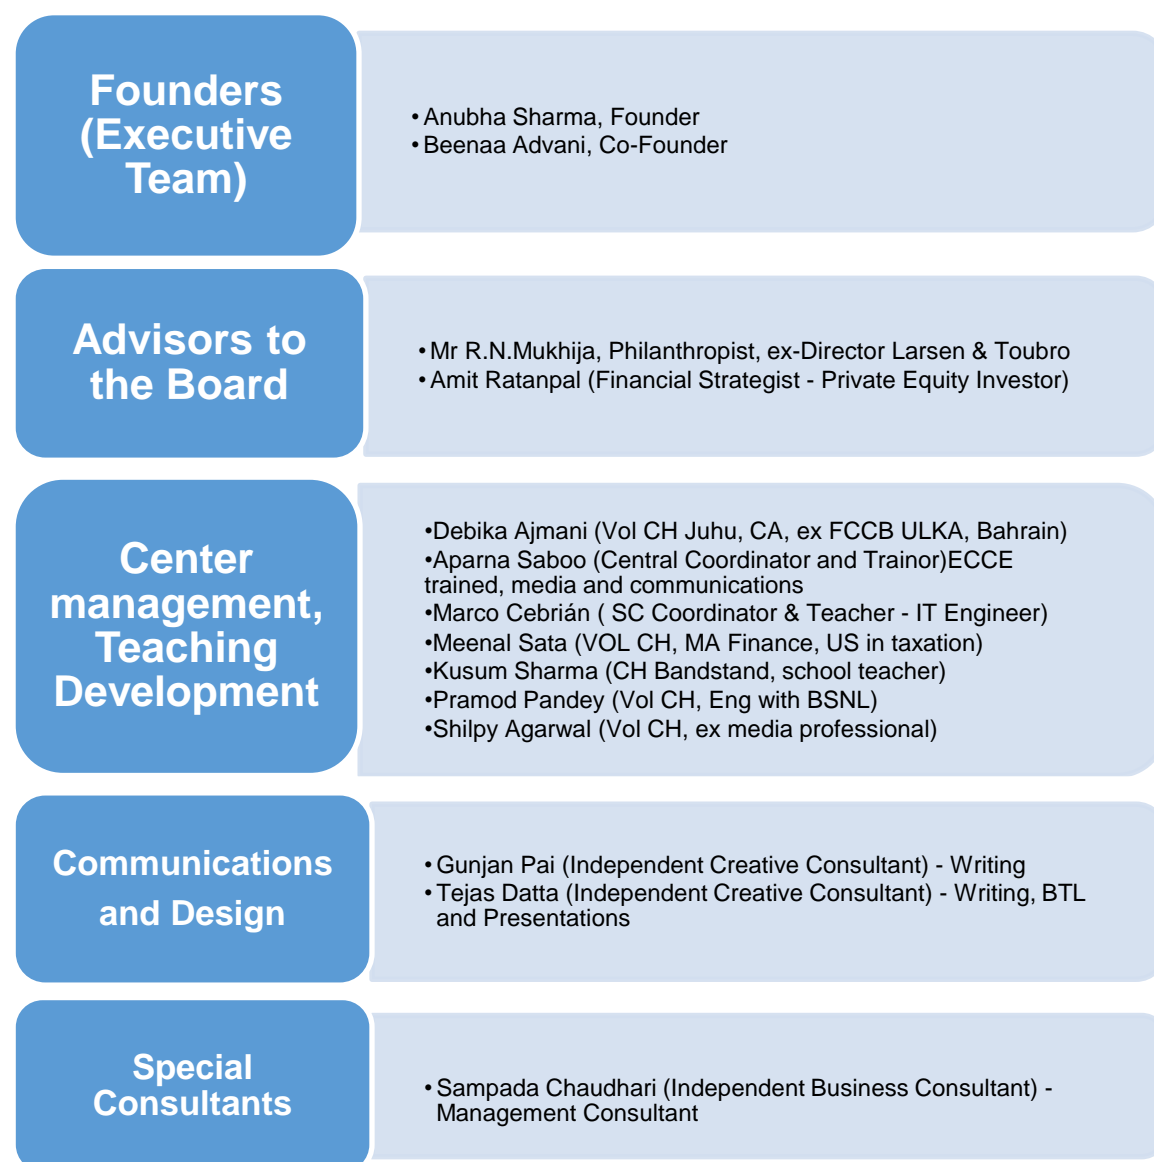 Founders
(Executive
Team)
• Anubha Sharma, Founder
• Beenaa Advani, Co-Founder
Advisors to
the Board
• Mr R.N.Mukhija, Philanthropist, ex-Director Larsen & Toubro
• Amit Ratanpal (Financial Strategist - Private Equity Investor)
Center
management,
Teaching
Development
•Debika Ajmani (Vol CH Juhu, CA, ex FCCB ULKA, Bahrain)
•Aparna Saboo (Central Coordinator and Trainor)ECCE
trained, media and communications
•Marco Cebrián ( SC Coordinator & Teacher - IT Engineer)
•Meenal Sata (VOL CH, MA Finance, US in taxation)
•Kusum Sharma (CH Bandstand, school teacher)
•Pramod Pandey (Vol CH, Eng with BSNL)
•Shilpy Agarwal (Vol CH, ex media professional)
Communications
and Design
• Gunjan Pai (Independent Creative Consultant) - Writing
• Tejas Datta (Independent Creative Consultant) - Writing, BTL
and Presentations
Special
Consultants
• Sampada Chaudhari (Independent Business Consultant) -
Management Consultant